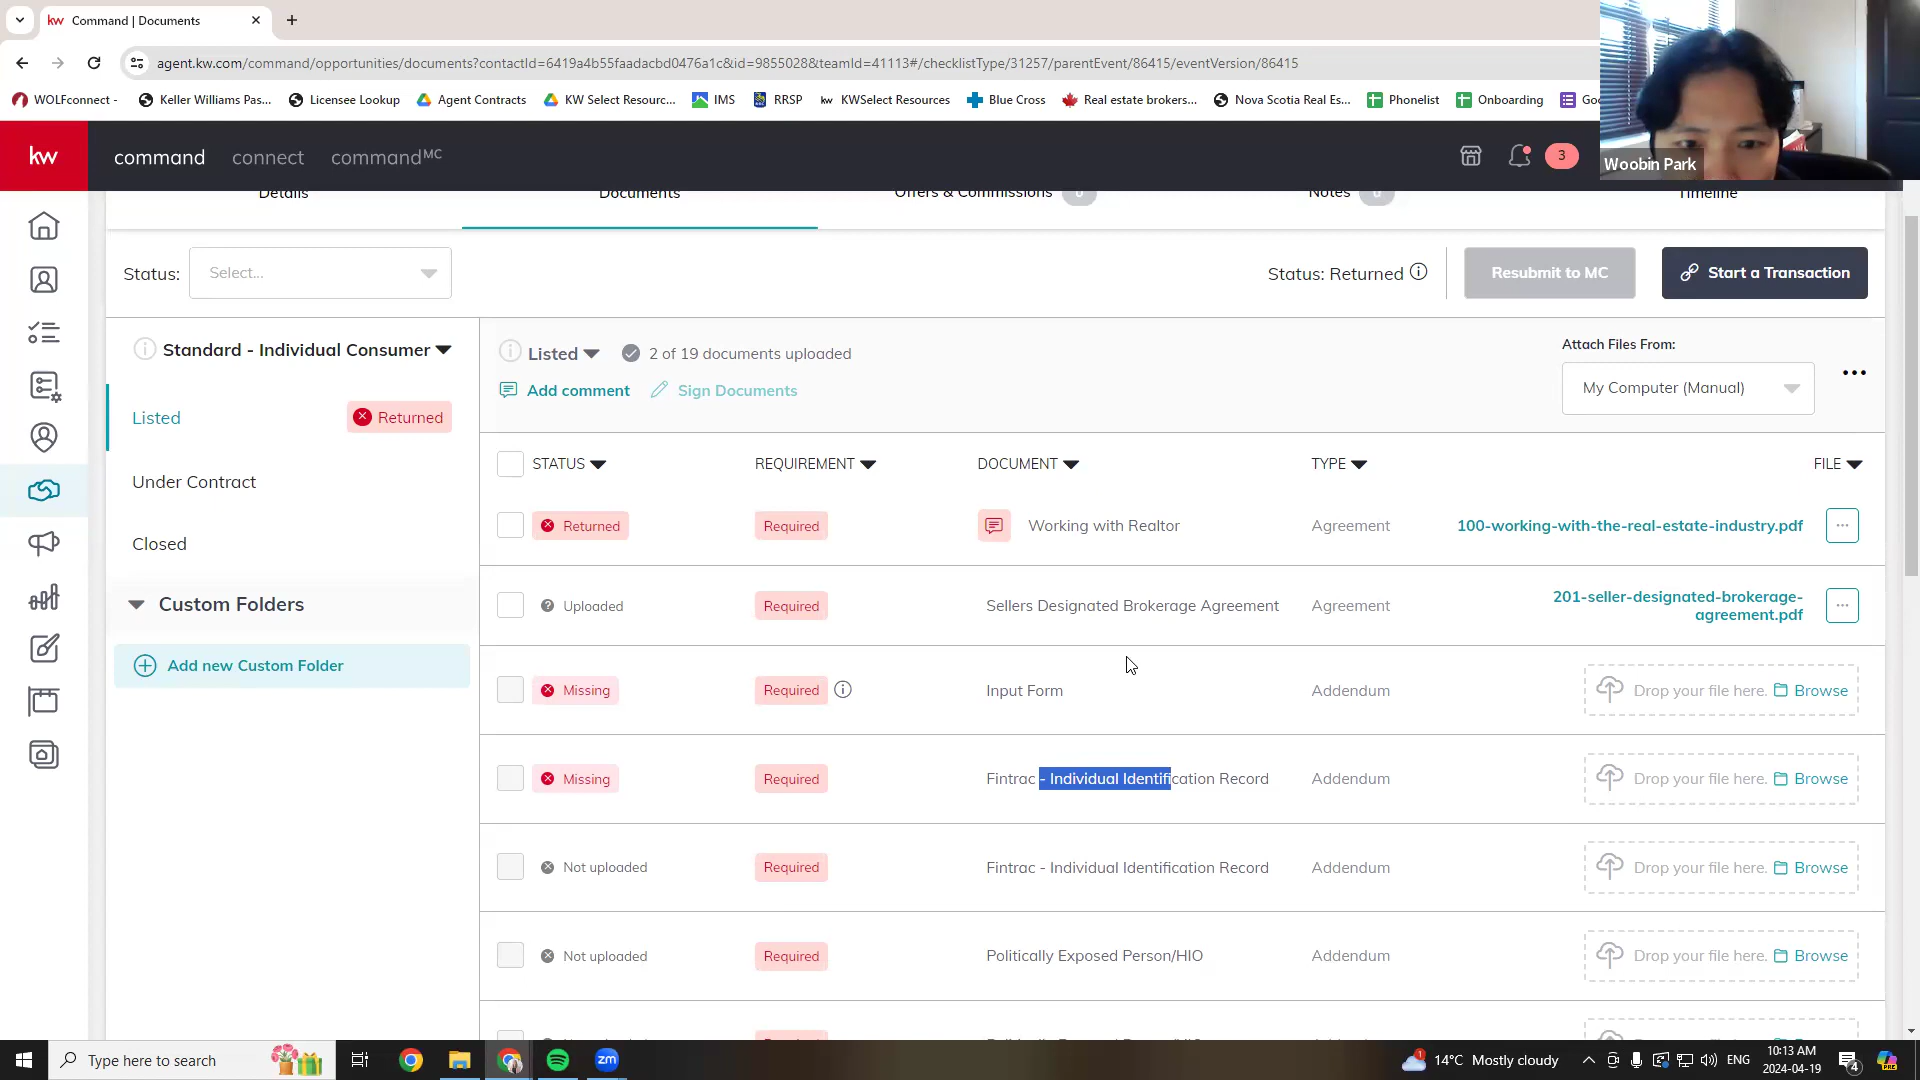 kw Command | Documents
agent.kw.com/command/opportunities/documents?contactId=6419a4b55faadacbd0476a1c&id=9855028&teamId=41113#/checklistType/31257/parentEvent/86415/eventVersion/86415
WOLFconnect - Keller Williams Pas... Licensee Lookup Agent Contracts KW Select Resourc... IMS RRSP kw KWSelect Resources Blue Cross Real estate brokers... Nova Scotia Real Es... Phonelist Onboarding
Woobin Park
kw command connect commandMC 3
Details Documents Offers & Commissions 0 Notes 0 Timeline
Status: Select... Status: Returned Resubmit to MC Start a Transaction
Standard - Individual Consumer
Listed Returned
Under Contract
Closed
Custom Folders
Add new Custom Folder
Listed 2 of 19 documents uploaded
Add comment Sign Documents
Attach Files From:
My Computer (Manual)
STATUS REQUIREMENT DOCUMENT TYPE FILE
Returned Required Working with Realtor Agreement 100-working-with-the-real-estate-industry.pdf
Uploaded Required Sellers Designated Brokerage Agreement Agreement 201-seller-designated-brokerage-
agreement.pdf
Missing Required Input Form Addendum Drop your file here. Browse
Missing Required Fintrac - Individual Identification Record Addendum Drop your file here. Browse
Not uploaded Required Fintrac - Individual Identification Record Addendum Drop your file here. Browse
Not uploaded Required Politically Exposed Person/HIO Addendum Drop your file here. Browse
Type here to search
zm
1 14°C Mostly cloudy ENG 10:13 AM
2024-04-19 4